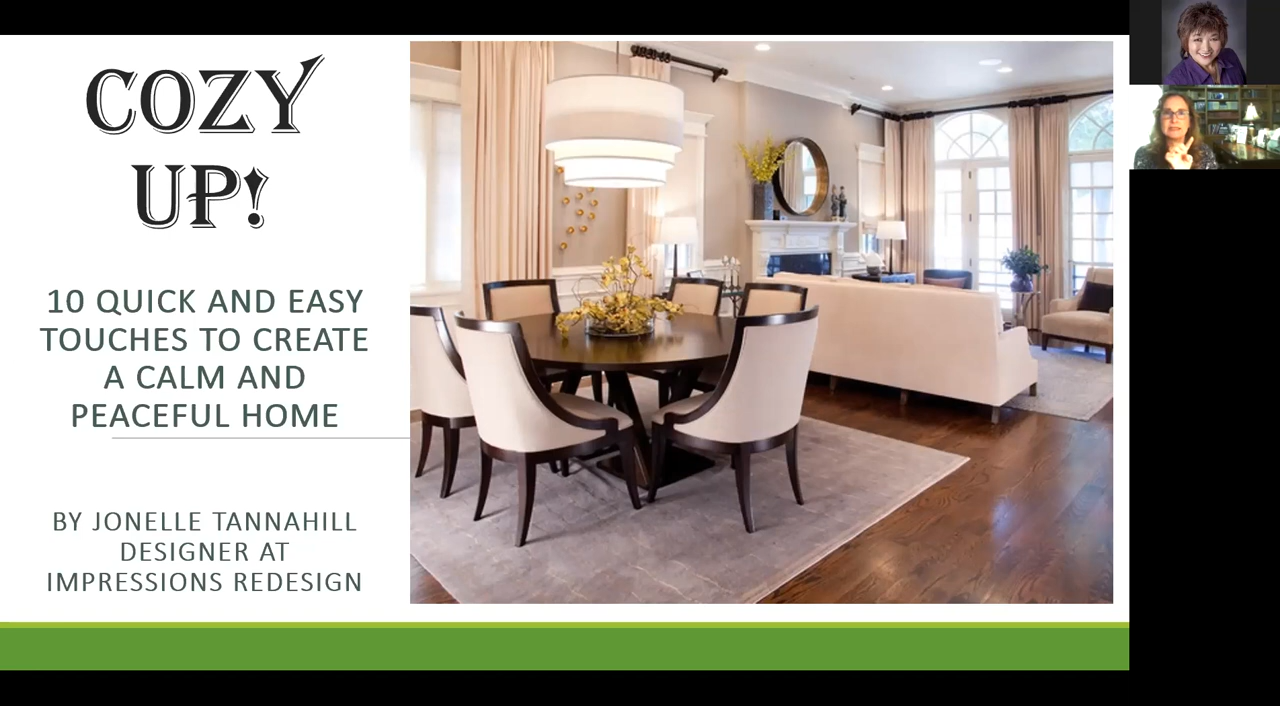 COZY
UP!
10 QUICK AND EASY
TOUCHES TO CREATE
A CALM AND
PEACEFUL HOME
BY JONELLE TANNAHILL
DESIGNER AT
IMPRESSIONS REDESIGN